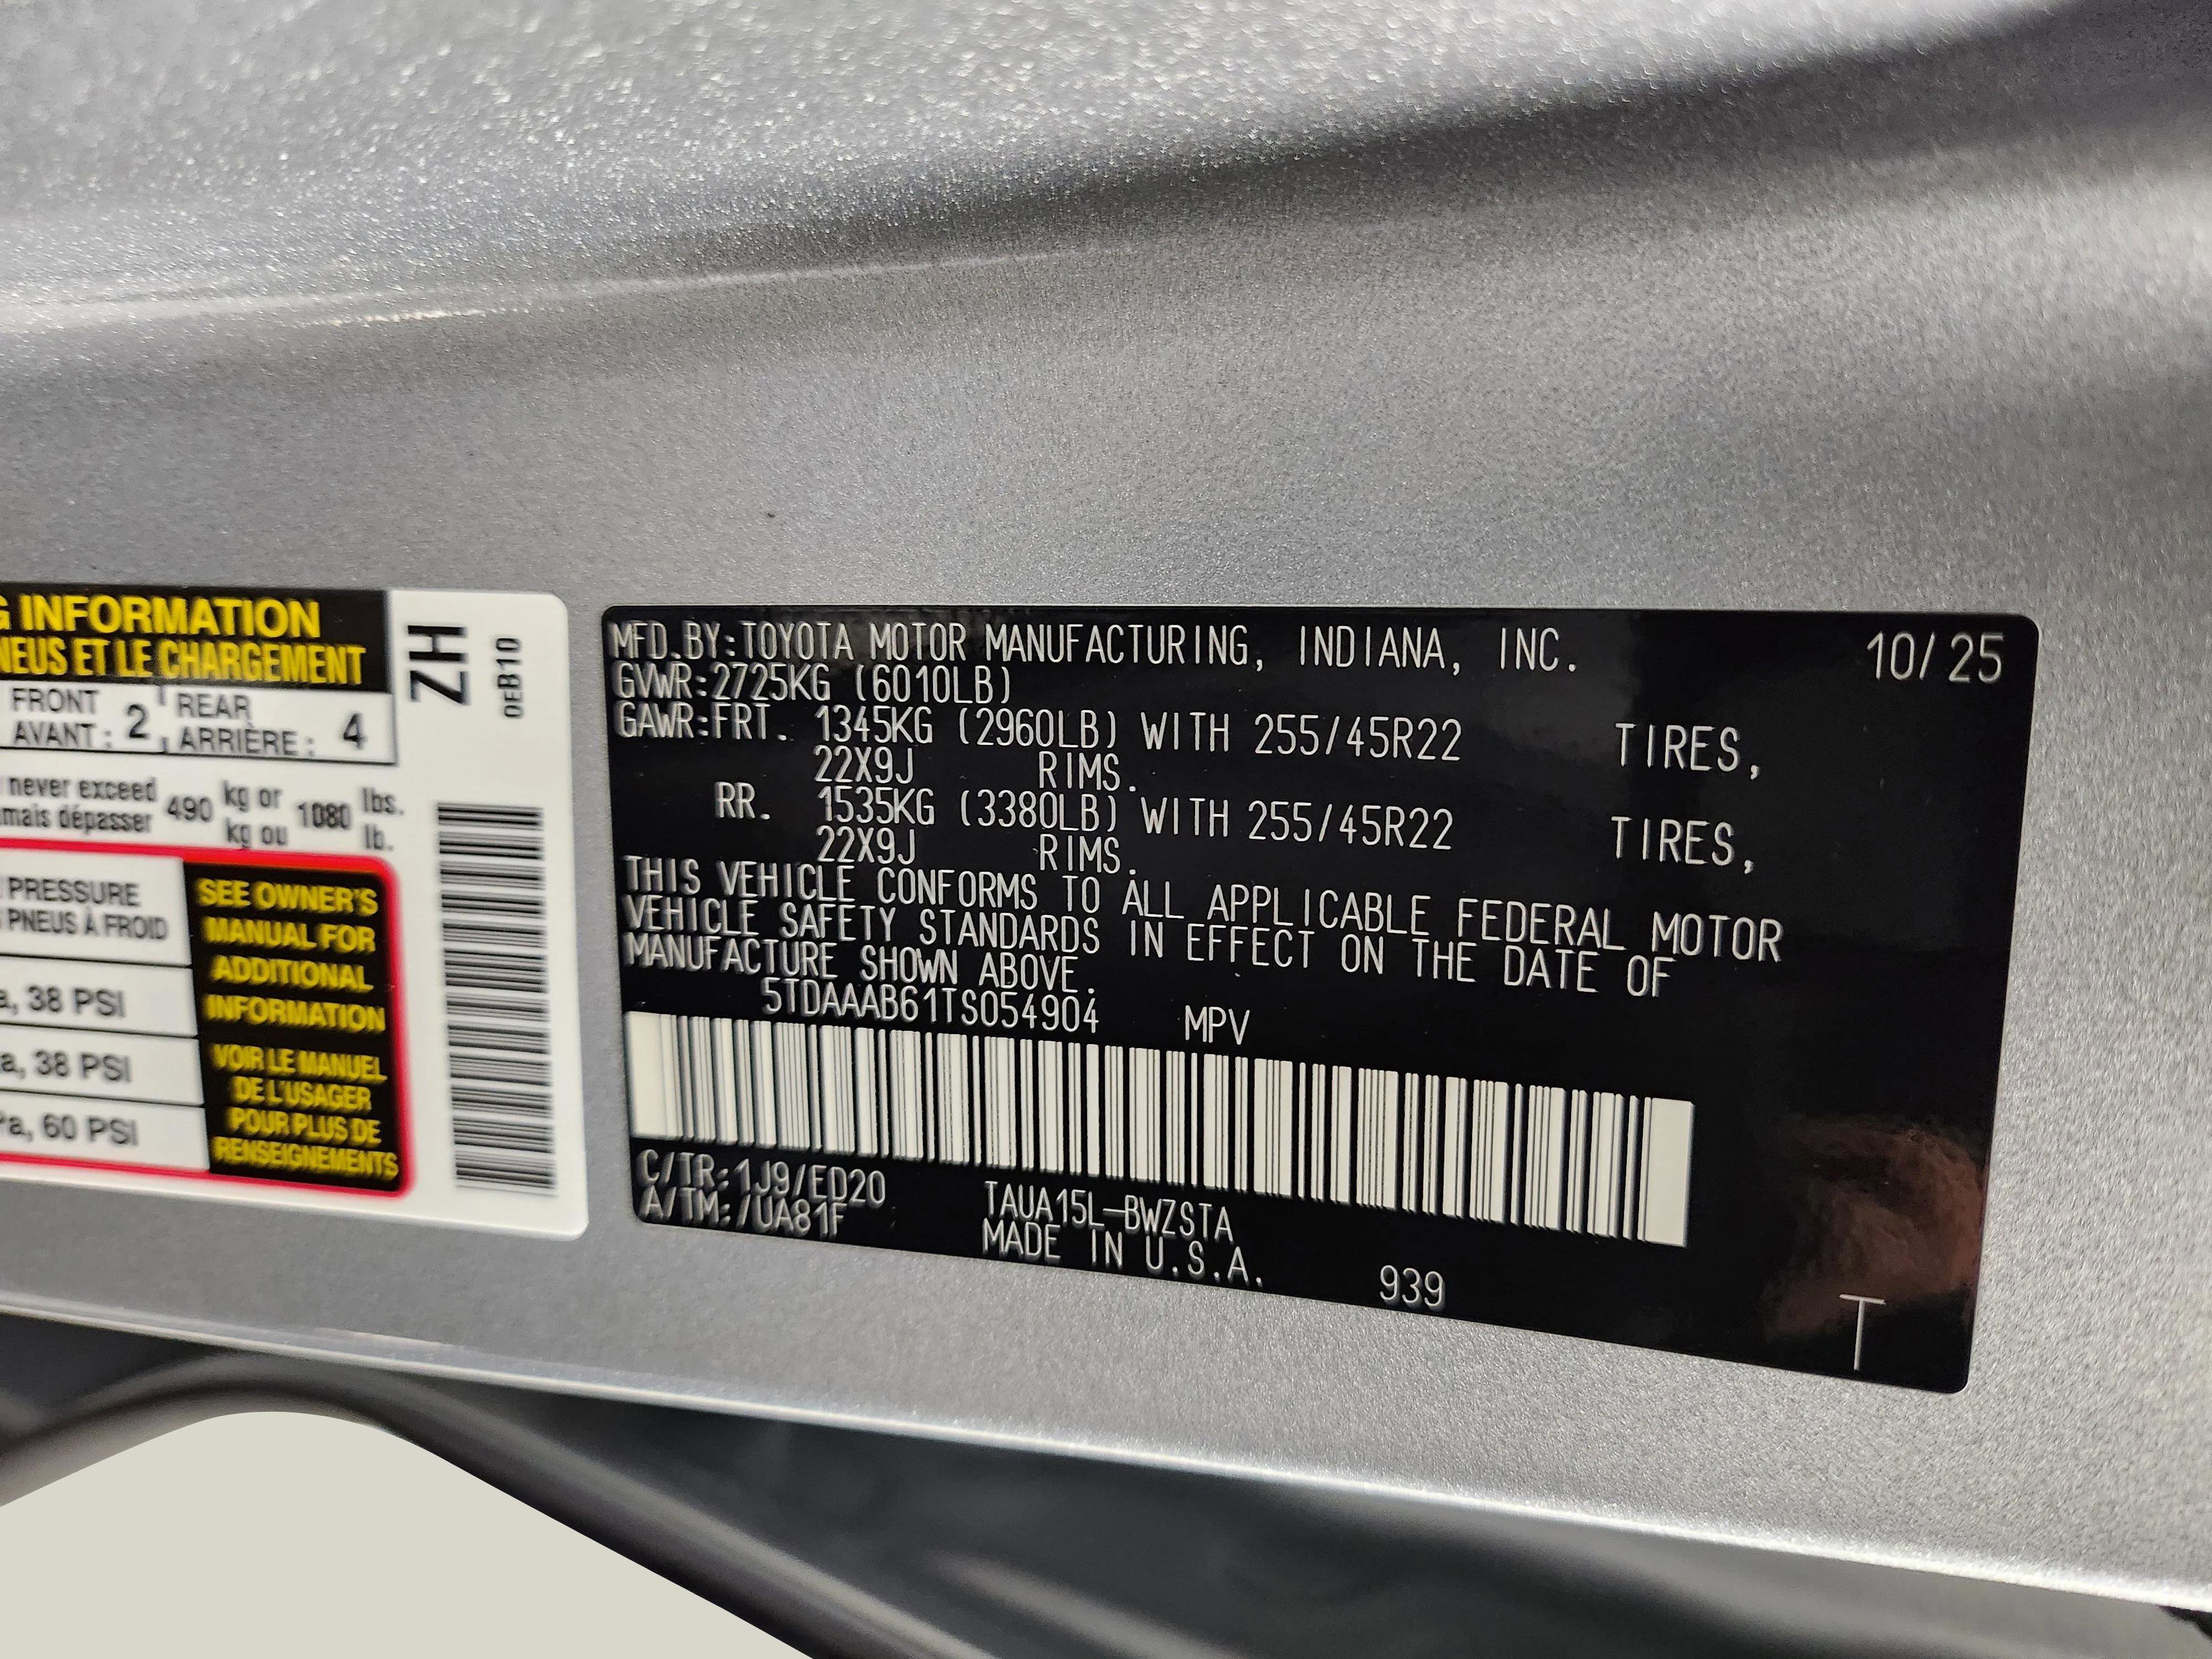 INFORMATION
ET LE CHARGEMENT
FRONT 2 REAR 4
AVANT : ARRIÈRE :
never exceed 490 kg or 1080 lbs.
dépasser kg ou lb.
PRESSURE
PNEUS À FROID
38 PSI
38 PSI
60 PSI
SEE OWNER'S
MANUAL FOR
ADDITIONAL
INFORMATION
VOIR LE MANUEL
DE L'USAGER
POUR PLUS DE
RENSEIGNEMENTS
ZH
0EB10
MFD.BY:TOYOTA MOTOR MANUFACTURING, INDIANA, INC. 10/25
GVWR:2725KG (6010LB)
GAWR:FRT. 1345KG (2960LB) WITH 255/45R22 TIRES,
22X9J RIMS.
RR. 1535KG (3380LB) WITH 255/45R22 TIRES,
22X9J RIMS.
THIS VEHICLE CONFORMS TO ALL APPLICABLE FEDERAL MOTOR
VEHICLE SAFETY STANDARDS IN EFFECT ON THE DATE OF
MANUFACTURE SHOWN ABOVE.
5TDAAAB61TS054904 MPV
C/TR:1J9/ED20 TAUA15L-BWZSTA
A/TM:/UA81F MADE IN U.S.A. 939
T